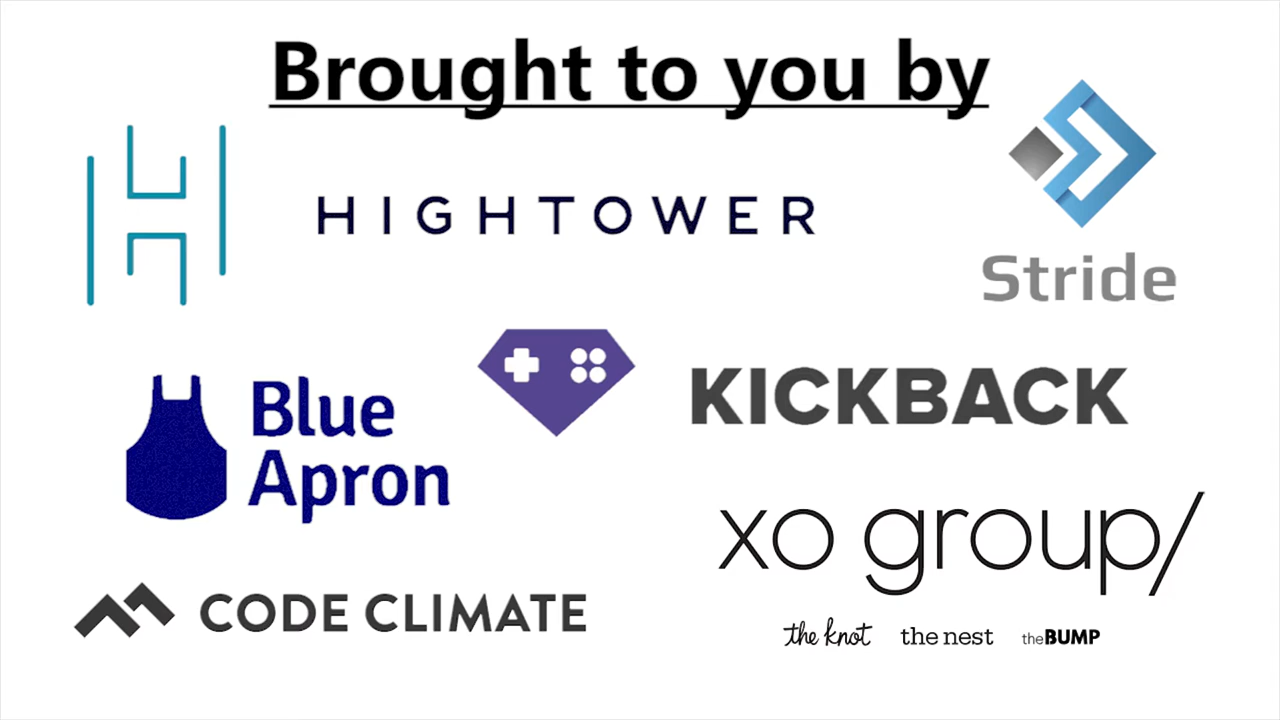 Brought to you by
HIGHTOWER
Stride
Blue
Apron
KICKBACK
xo group/
CODE CLIMATE
the knot the nest theBUMP